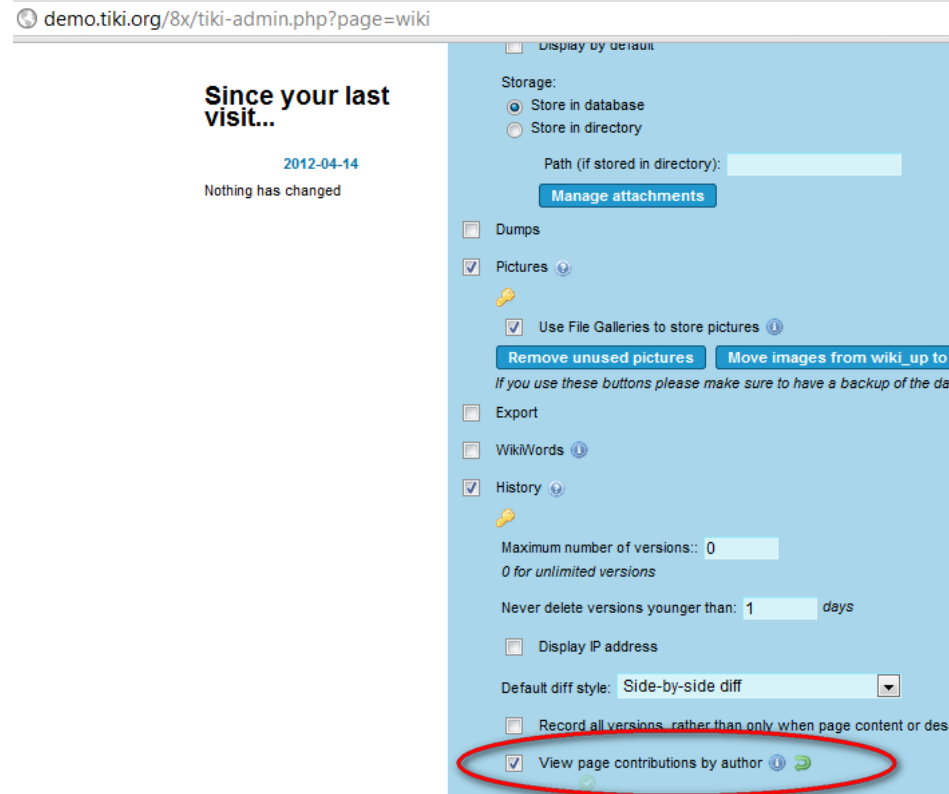 demo.tiki.org/8x/tiki-admin.php?page=wiki
Since your last
visit...
2012-04-14
Nothing has changed
Display by default
Storage:
Store in database
Store in directory
Path (if stored in directory):
Manage attachments
Dumps
Pictures
Use File Galleries to store pictures
Remove unused pictures Move images from wiki_up to
If you use these buttons please make sure to have a backup of the da
Export
WikiWords
History
Maximum number of versions:: 0
0 for unlimited versions
Never delete versions younger than: 1 days
Display IP address
Default diff style: Side-by-side diff
Record all versions, rather than only when page content or des
View page contributions by author